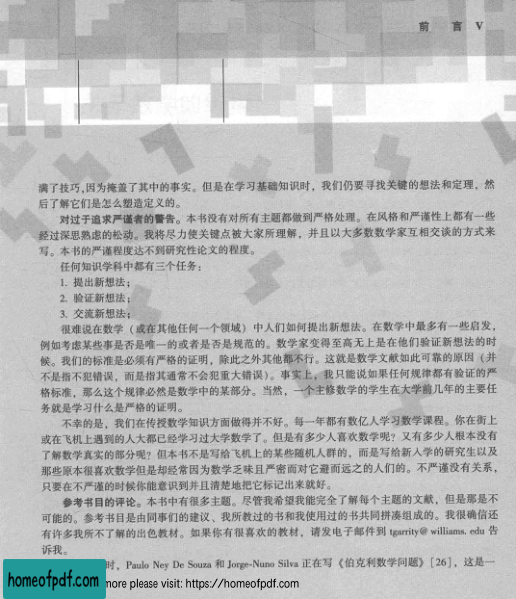 前 言 V
满了技巧,因为掩盖了其中的事实。但是在学习基础知识时，我们仍要寻找关键的想法和定理，然
后了解它们是怎么塑造定义的。
对过于追求严谨者的警告。本书没有对所有主题都做到严格处理。在风格和严谨性上都有一些
经过深思熟虑的松动。我将尽力使关键点被大家所理解，并且以大多数数学家互相交谈的方式来
写。本书的严谨程度达不到研究性论文的程度。
任何知识学科中都有三个任务：
1. 提出新想法；
2. 验证新想法；
3. 交流新想法。
很难说在数学（或在其他任何一个领域）中人们如何提出新想法。在数学中最多有一些启发，
例如考虑某些事是否是唯一的或者是否是规范的。数学家变得至高无上是在他们验证新想法的时
候。我们的标准是必须有严格的证明，除此之外其他都不行。这就是数学文献如此可靠的原因（并
不是指不犯错误，而是指其通常不会犯重大错误）。事实上，我只能说如果任何规律都有验证的严
格标准，那么这个规律必然是数学中的某部分。当然，一个主修数学的学生在大学前几年的主要任
务就是学习什么是严格的证明。
不幸的是，我们在传授数学知识方面做得并不好。每一年都有数亿人学习数学课程。你在街上
或在飞机上遇到的人大都已经学习过大学数学了。但是有多少人喜欢数学呢？又有多少人根本没有
了解数学真实的部分呢？但本书不是写给飞机上的某些随机人群的，而是写给新入学的研究生以及
那些原本很喜欢数学但是却经常因为数学乏味且严密而对它避而远之的人们的。不严谨没有关系，
只要在不严谨的时候你能意识到并且清楚地把它标记出来就好。
参考书目的评论。本书中有很多主题。尽管我希望我能完全了解每个主题的文献，但是那是不
可能的。参考书目是由同事们的建议、我所教过的书和我使用过的书共同拼凑组成的。我很确信还
有许多我所不了解的出色教材。如果你有很喜欢的教材，请发电子邮件到 tgarrity@ williams. edu 告
诉我。
时，Paulo Ney De Souza 和 Jorge-Nuno Silva 正在写《伯克利数学问题》[26]，这是一
homeofpdf.com
more please visit: https://homeofpdf.com